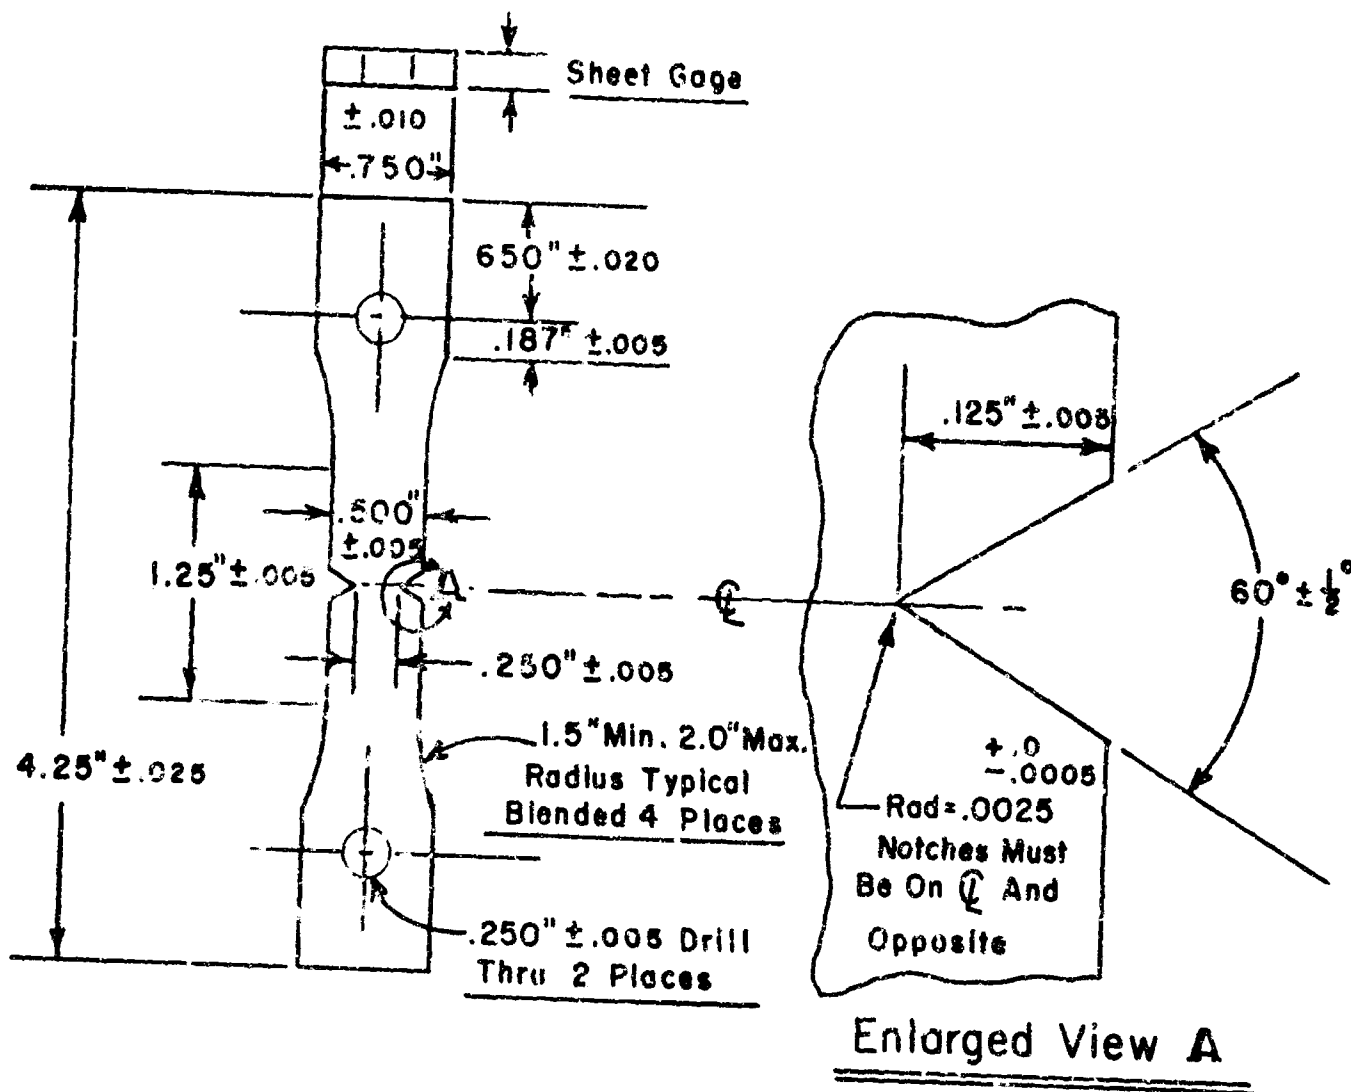 Sheet Gage
±.010
.750"
650" ±.020
.187" ±.005
.125" ±.005
.500"
±.005
1.25" ±.005
A
℄
60° ± ½°
.250" ±.005
1.5" Min. 2.0" Max.
Radius Typical
Blended 4 Places
4.25" ±.025
+.0
-.0005
Rad=.0025
Notches Must
Be On ℄ And
Opposite
.250" ±.005 Drill
Thru 2 Places
Enlarged View A